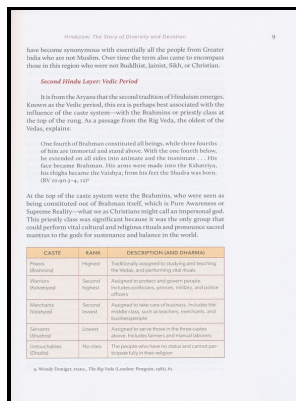 Hinduism: The Story of Diversity and Devotion 9
have become synonymous with essentially all the people from Greater
India who are not Muslim. Over time the term also came to encompass
those in this region who were not Buddhist, Jainist, Sikh, or Christian.
Second Hindu Layer: Vedic Period
It is from the Aryans that the second tradition of Hinduism emerges.
Known as the Vedic period, this era is perhaps best associated with the
influence of the caste system—with the Brahmins or priestly class at
the top of the rung. As a passage from the Rig Veda, the oldest of the
Vedas, explains:
One fourth of Brahman constituted all beings, while three fourths
of him are immortal and stand above. With the one fourth below,
he extended on all sides into animate and the inanimate . . . His
face became Brahman. His arms were made into the Kshatriya,
his thighs became the Vaishya; from his feet the Shudra was born.
(RV 10.90.3-4, 12)⁹
At the top of the caste system were the Brahmins, who were seen as
being constituted out of Brahman itself, which is Pure Awareness or
Supreme Reality—what we as Christians might call an impersonal god.
This priestly class was significant because it was the only group that
could perform vital cultural and religious rituals and pronounce sacred
mantras to the gods for sustenance and balance in the world.
CASTE RANK DESCRIPTION (AND DHARMA)
Priests Highest Traditionally assigned to studying and teaching
(Brahmins) the Vedas, and performing vital rituals
Warriors Second Assigned to protect and govern people.
(Kshatriyas) highest Includes politicians, princes, military, and police
officers
Merchants Second Assigned to take care of business. Includes the
(Vaishyas) lowest middle class, such as teachers, merchants, and
businesspeople
Servants Lowest Assigned to serve those in the three castes
(Shudras) above. Includes farmers and manual laborers
Untouchables No class The people who have no status and cannot par-
(Dhalits) ticipate fully in their religion
9. Wendy Doniger, trans., The Rig Veda (London: Penguin, 1981), 61